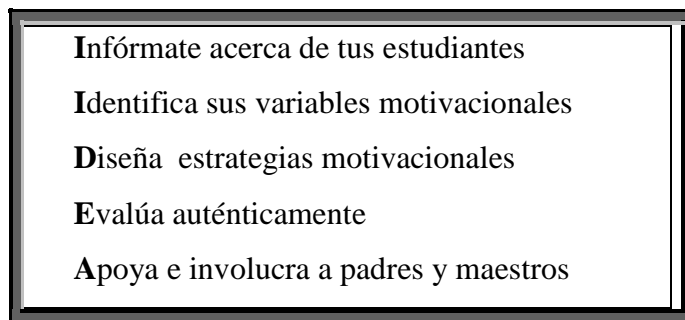 Infórmate acerca de tus estudiantes
Identifica sus variables motivacionales
Diseña  estrategias motivacionales
Evalúa auténticamente
Apoya e involucra a padres y maestros